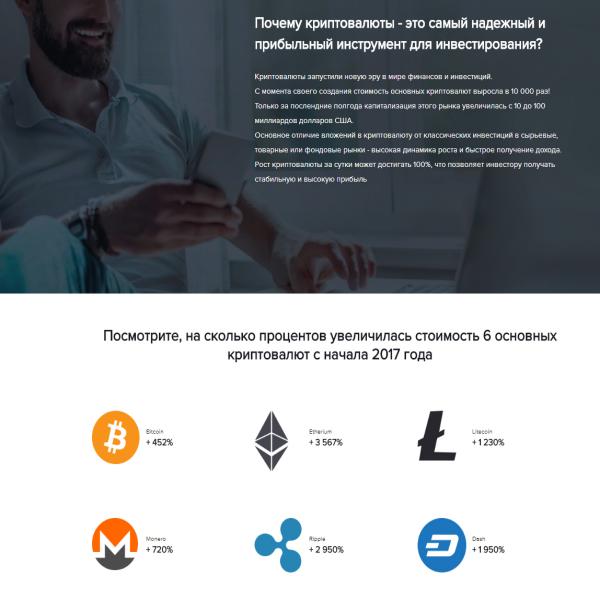 Почему криптовалюты - это самый надежный и
прибыльный инструмент для инвестирования?
Криптовалюты запустили новую эру в мире финансов и инвестиций.
С момента своего создания стоимость основных криптовалют выросла в 10 000 раз!
Только за послендние полгода капитализация этого рынка увеличилась с 10 до 100
миллиардов долларов США.
Основное отличие вложений в криптовалюту от классических инвестиций в сырьевые,
товарные или фондовые рынки - высокая динамика роста и быстрое получение дохода.
Рост криптовалюты за сутки может достигать 100%, что позволяет инвестору получать
стабильную и высокую прибыль
Посмотрите, на сколько процентов увеличилась стоимость 6 основных
криптовалют с начала 2017 года
Bitcoin
+ 452%
Etherium
+ 3 567%
Litecoin
+ 1 230%
Monero
+ 720%
Ripple
+ 2 950%
Dash
+ 1 950%